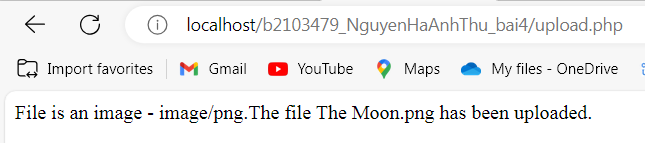 localhost/b2103479_NguyenHaAnhThu_bai4/upload.php
Import favorites Gmail YouTube Maps My files - OneDrive
File is an image - image/png.The file The Moon.png has been uploaded.